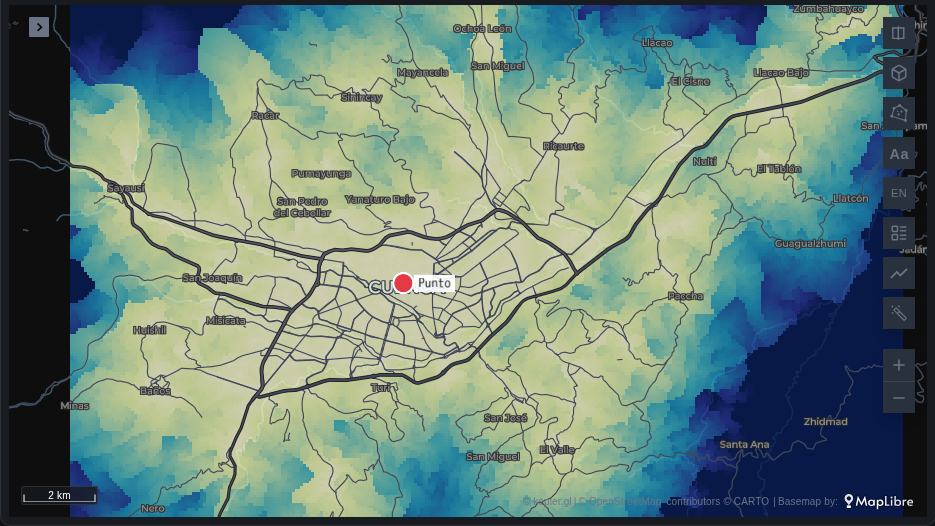 Zumbahuayco
Ochoa León
Llacao
San Miguel
Mayancela
Llacao Bajo
El Cisne
Sinincay
Racar
Aa
Ricaurte
Nulti
El Tablón
Pumayunga
Sayausí
EN
San Pedro
del Cebollar
Yanaturo Bajo
Llatcón
Guagualzhumi
San Joaquín
Punto
Paccha
Misicata
Huishil
Turi
Baños
Minas
San José
Zhidmad
Santa Ana
El Valle
San Miguel
2 km
Nero
© kepler.gl | © OpenStreetMap contributors © CARTO | Basemap by:
MapLibre